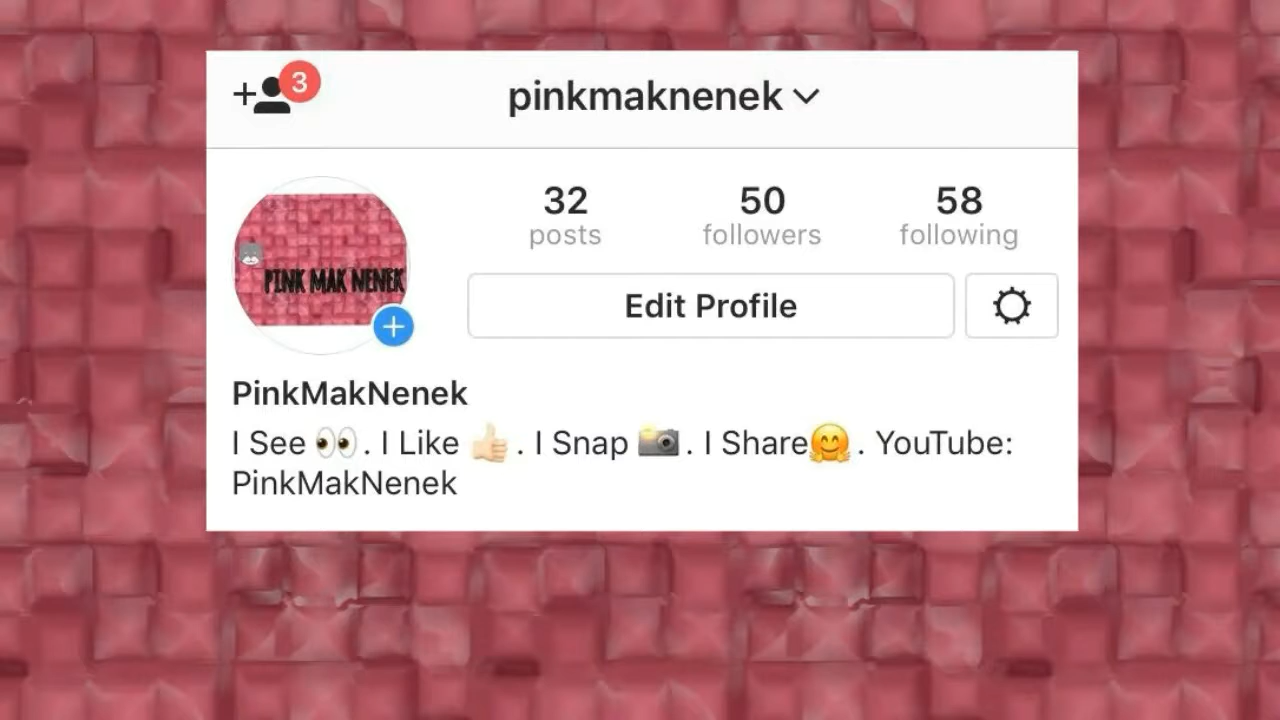 3
pinkmaknenek
32 50 58
posts followers following
PINK MAK NENEK
Edit Profile
PinkMakNenek
I See 👀. I Like 👍🏻. I Snap 📸. I Share🤗. YouTube:
PinkMakNenek